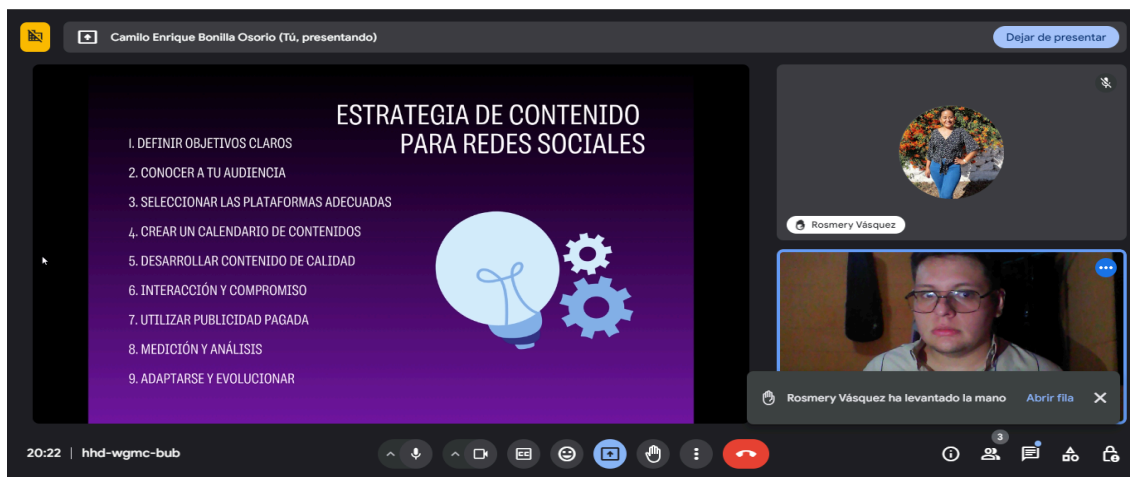 Camilo Enrique Bonilla Osorio (Tú, presentando)
Dejar de presentar
ESTRATEGIA DE CONTENIDO
PARA REDES SOCIALES
1. DEFINIR OBJETIVOS CLAROS
2. CONOCER A TU AUDIENCIA
3. SELECCIONAR LAS PLATAFORMAS ADECUADAS
4. CREAR UN CALENDARIO DE CONTENIDOS
5. DESARROLLAR CONTENIDO DE CALIDAD
6. INTERACCIÓN Y COMPROMISO
7. UTILIZAR PUBLICIDAD PAGADA
8. MEDICIÓN Y ANÁLISIS
9. ADAPTARSE Y EVOLUCIONAR
Rosmery Vásquez
Rosmery Vásquez ha levantado la mano Abrir fila
20:22 | hhd-wgmc-bub
3